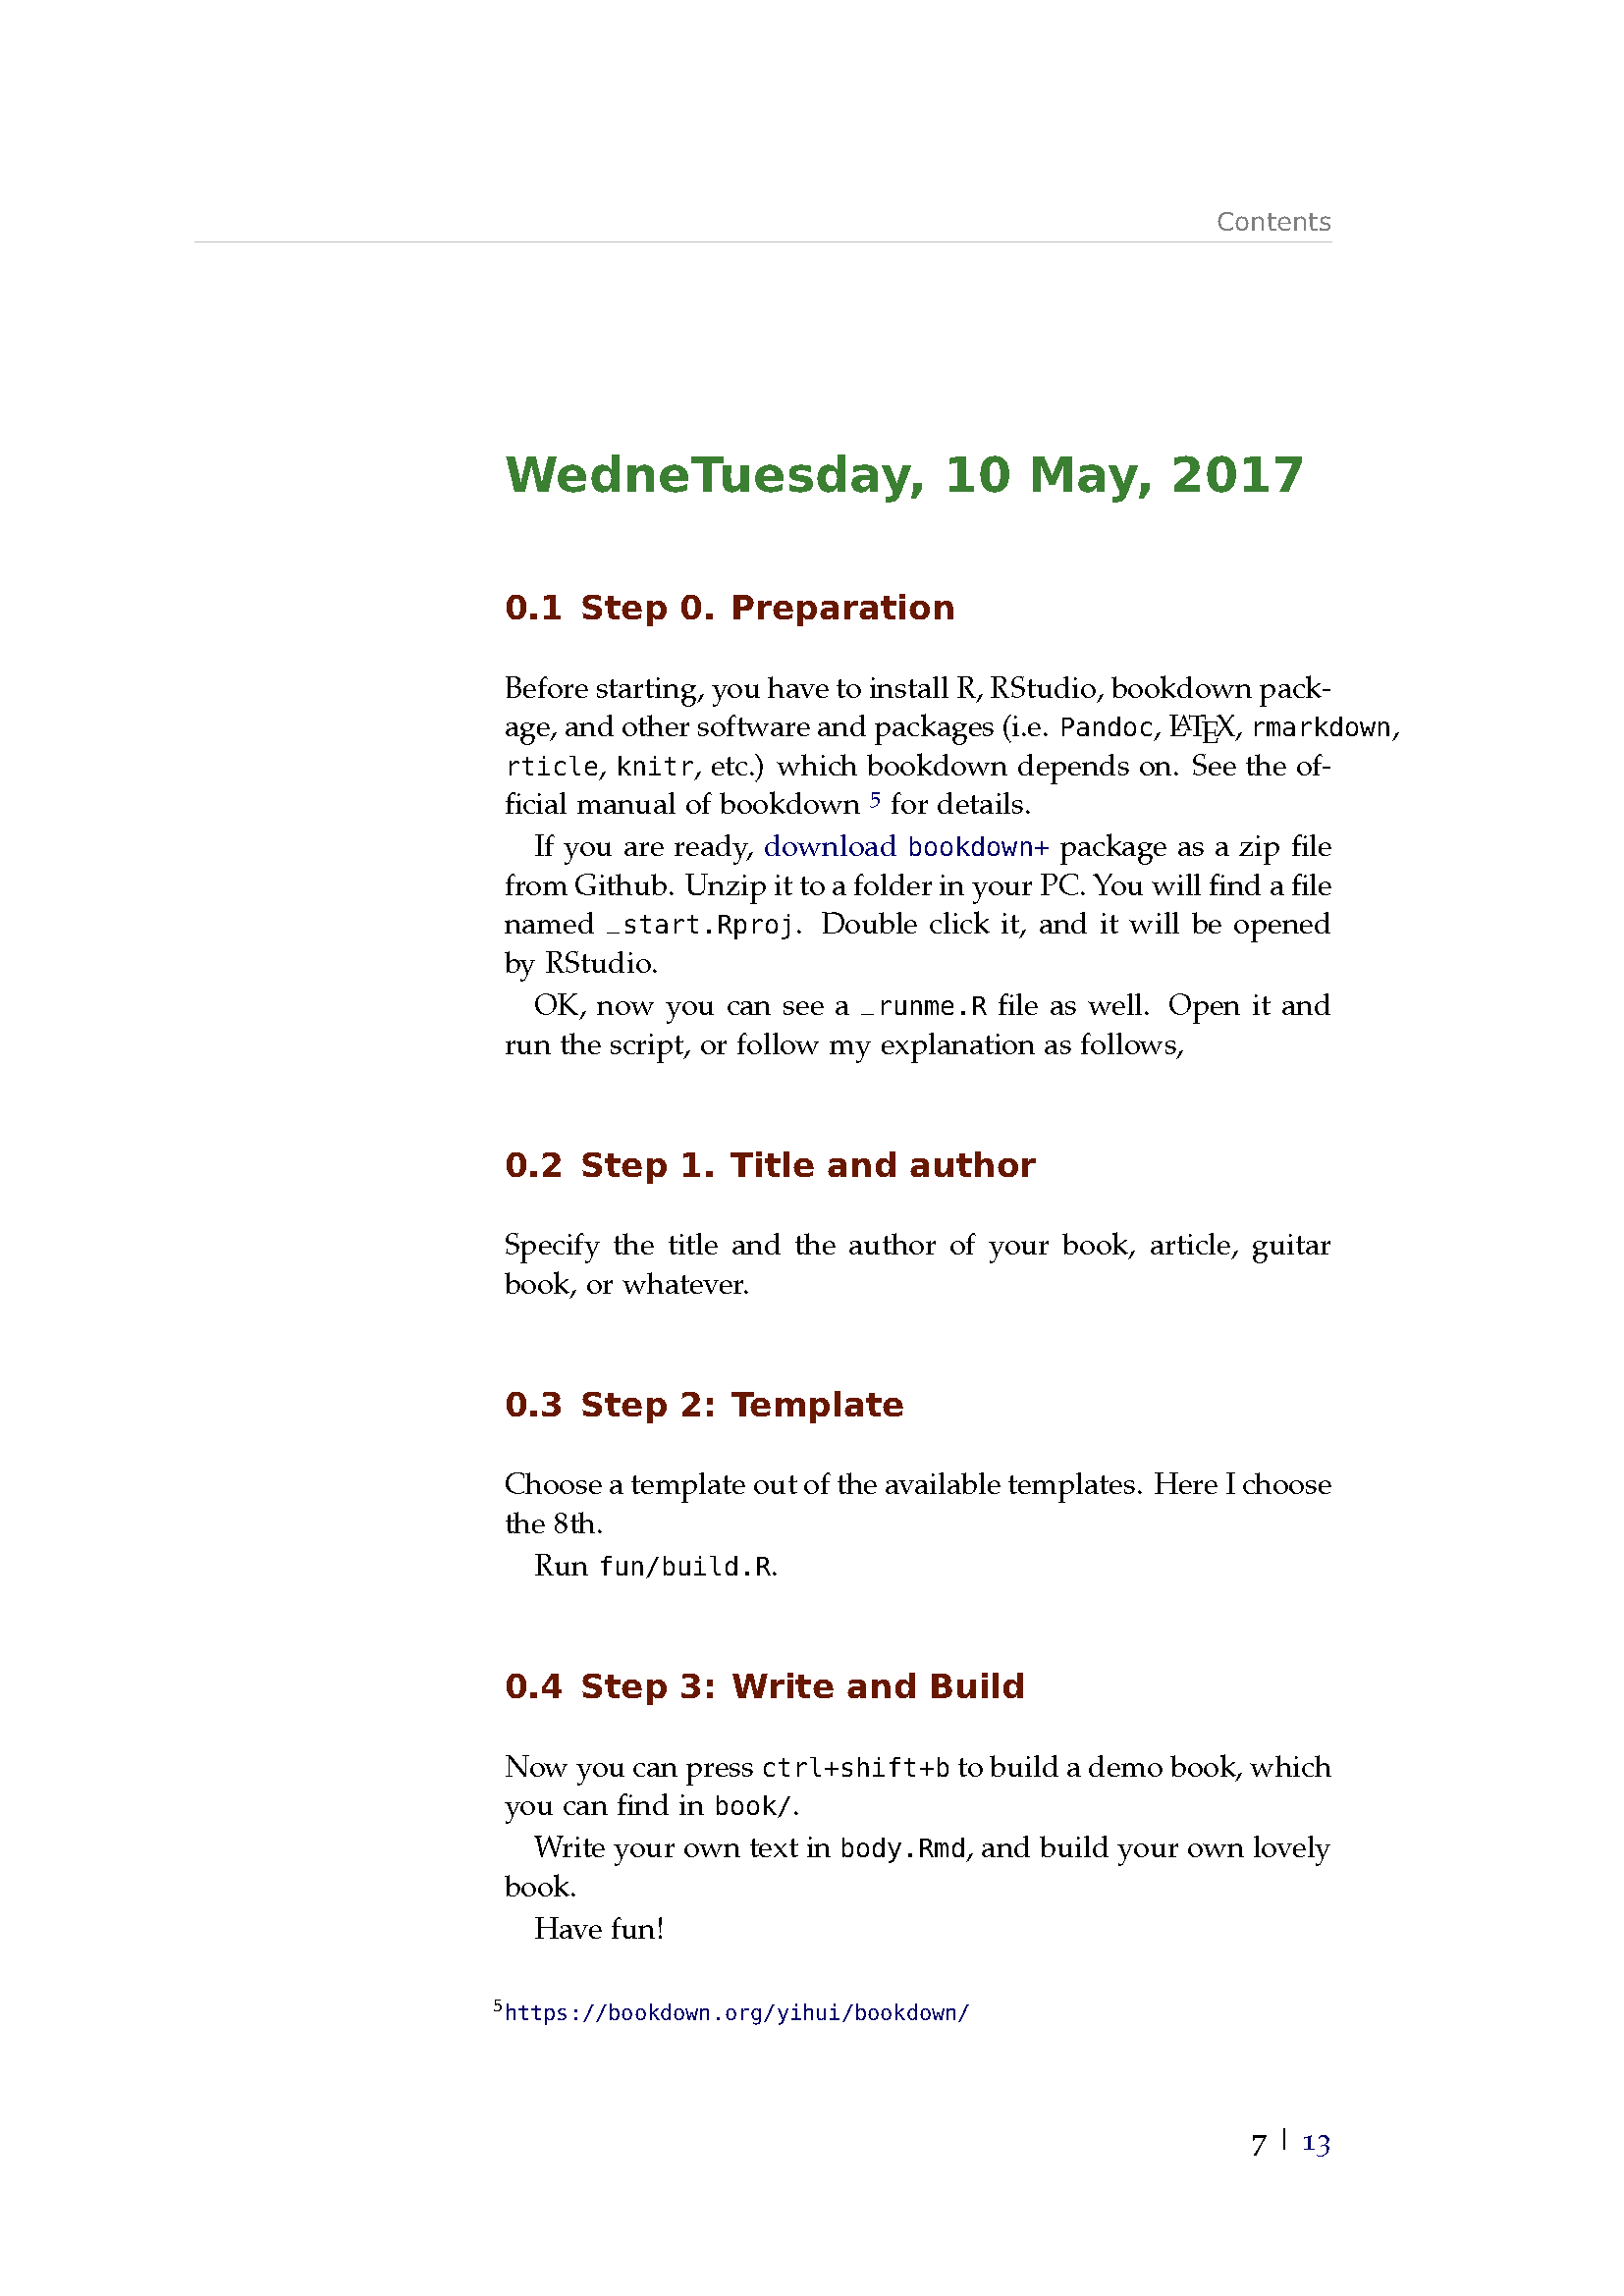 Contents
WedneTuesday, 10 May, 2017
0.1 Step 0. Preparation
Before starting, you have to install R, RStudio, bookdown pack-
age, and other software and packages (i.e. Pandoc, LATEX, rmarkdown,
rticle, knitr, etc.) which bookdown depends on. See the of-
ficial manual of bookdown 5 for details.
If you are ready, download bookdown+ package as a zip file
from Github. Unzip it to a folder in your PC. You will find a file
named _start.Rproj. Double click it, and it will be opened
by RStudio.
OK, now you can see a _runme.R file as well. Open it and
run the script, or follow my explanation as follows,
0.2 Step 1. Title and author
Specify the title and the author of your book, article, guitar
book, or whatever.
0.3 Step 2: Template
Choose a template out of the available templates. Here I choose
the 8th.
Run fun/build.R.
0.4 Step 3: Write and Build
Now you can press ctrl+shift+b to build a demo book, which
you can find in book/.
Write your own text in body.Rmd, and build your own lovely
book.
Have fun!
5https://bookdown.org/yihui/bookdown/
7 | 13